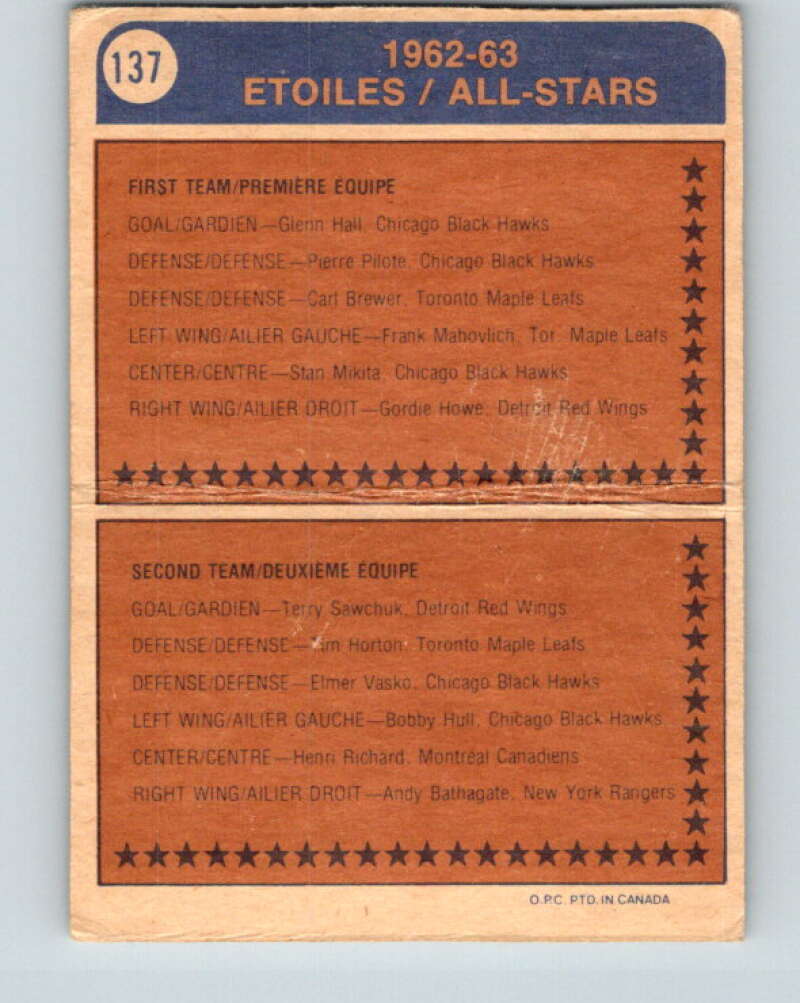 137
1962-63
ETOILES / ALL-STARS
FIRST TEAM/PREMIÈRE ÉQUIPE
GOAL/GARDIEN—Glenn Hall, Chicago Black Hawks
DEFENSE/DEFENSE—Pierre Pilote, Chicago Black Hawks
DEFENSE/DEFENSE—Carl Brewer, Toronto Maple Leafs
LEFT WING/AILIER GAUCHE—Frank Mahovlich, Tor. Maple Leafs
CENTER/CENTRE—Stan Mikita, Chicago Black Hawks
RIGHT WING/AILIER DROIT—Gordie Howe, Detroit Red Wings
SECOND TEAM/DEUXIÈME ÉQUIPE
GOAL/GARDIEN—Terry Sawchuk, Detroit Red Wings
DEFENSE/DEFENSE—Tim Horton, Toronto Maple Leafs
DEFENSE/DEFENSE—Elmer Vasko, Chicago Black Hawks
LEFT WING/AILIER GAUCHE—Bobby Hull, Chicago Black Hawks
CENTER/CENTRE—Henri Richard, Montréal Canadiens
RIGHT WING/AILIER DROIT—Andy Bathagate, New York Rangers
O.P.C. PTD. IN CANADA